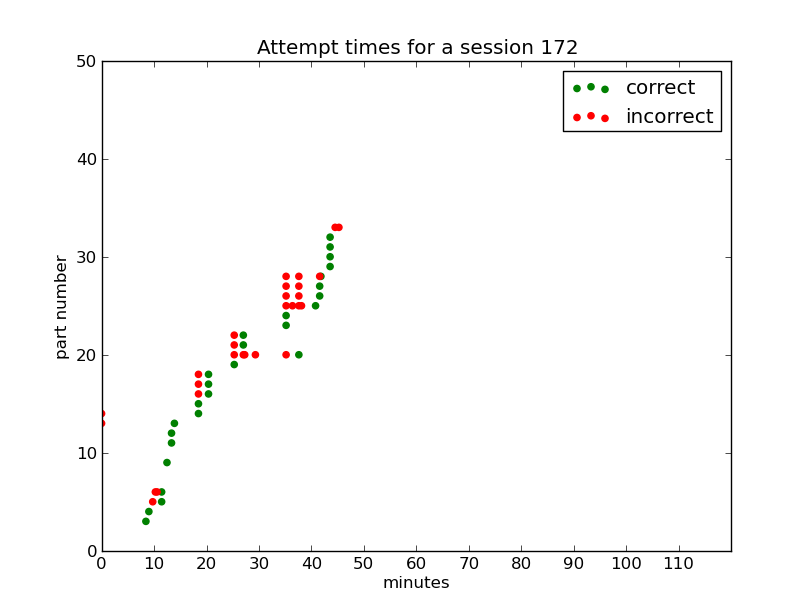 Attempt times for a session 172
correct
incorrect
50
40
30
20
10
0
part number
0 10 20 30 40 50 60 70 80 90 100 110
minutes